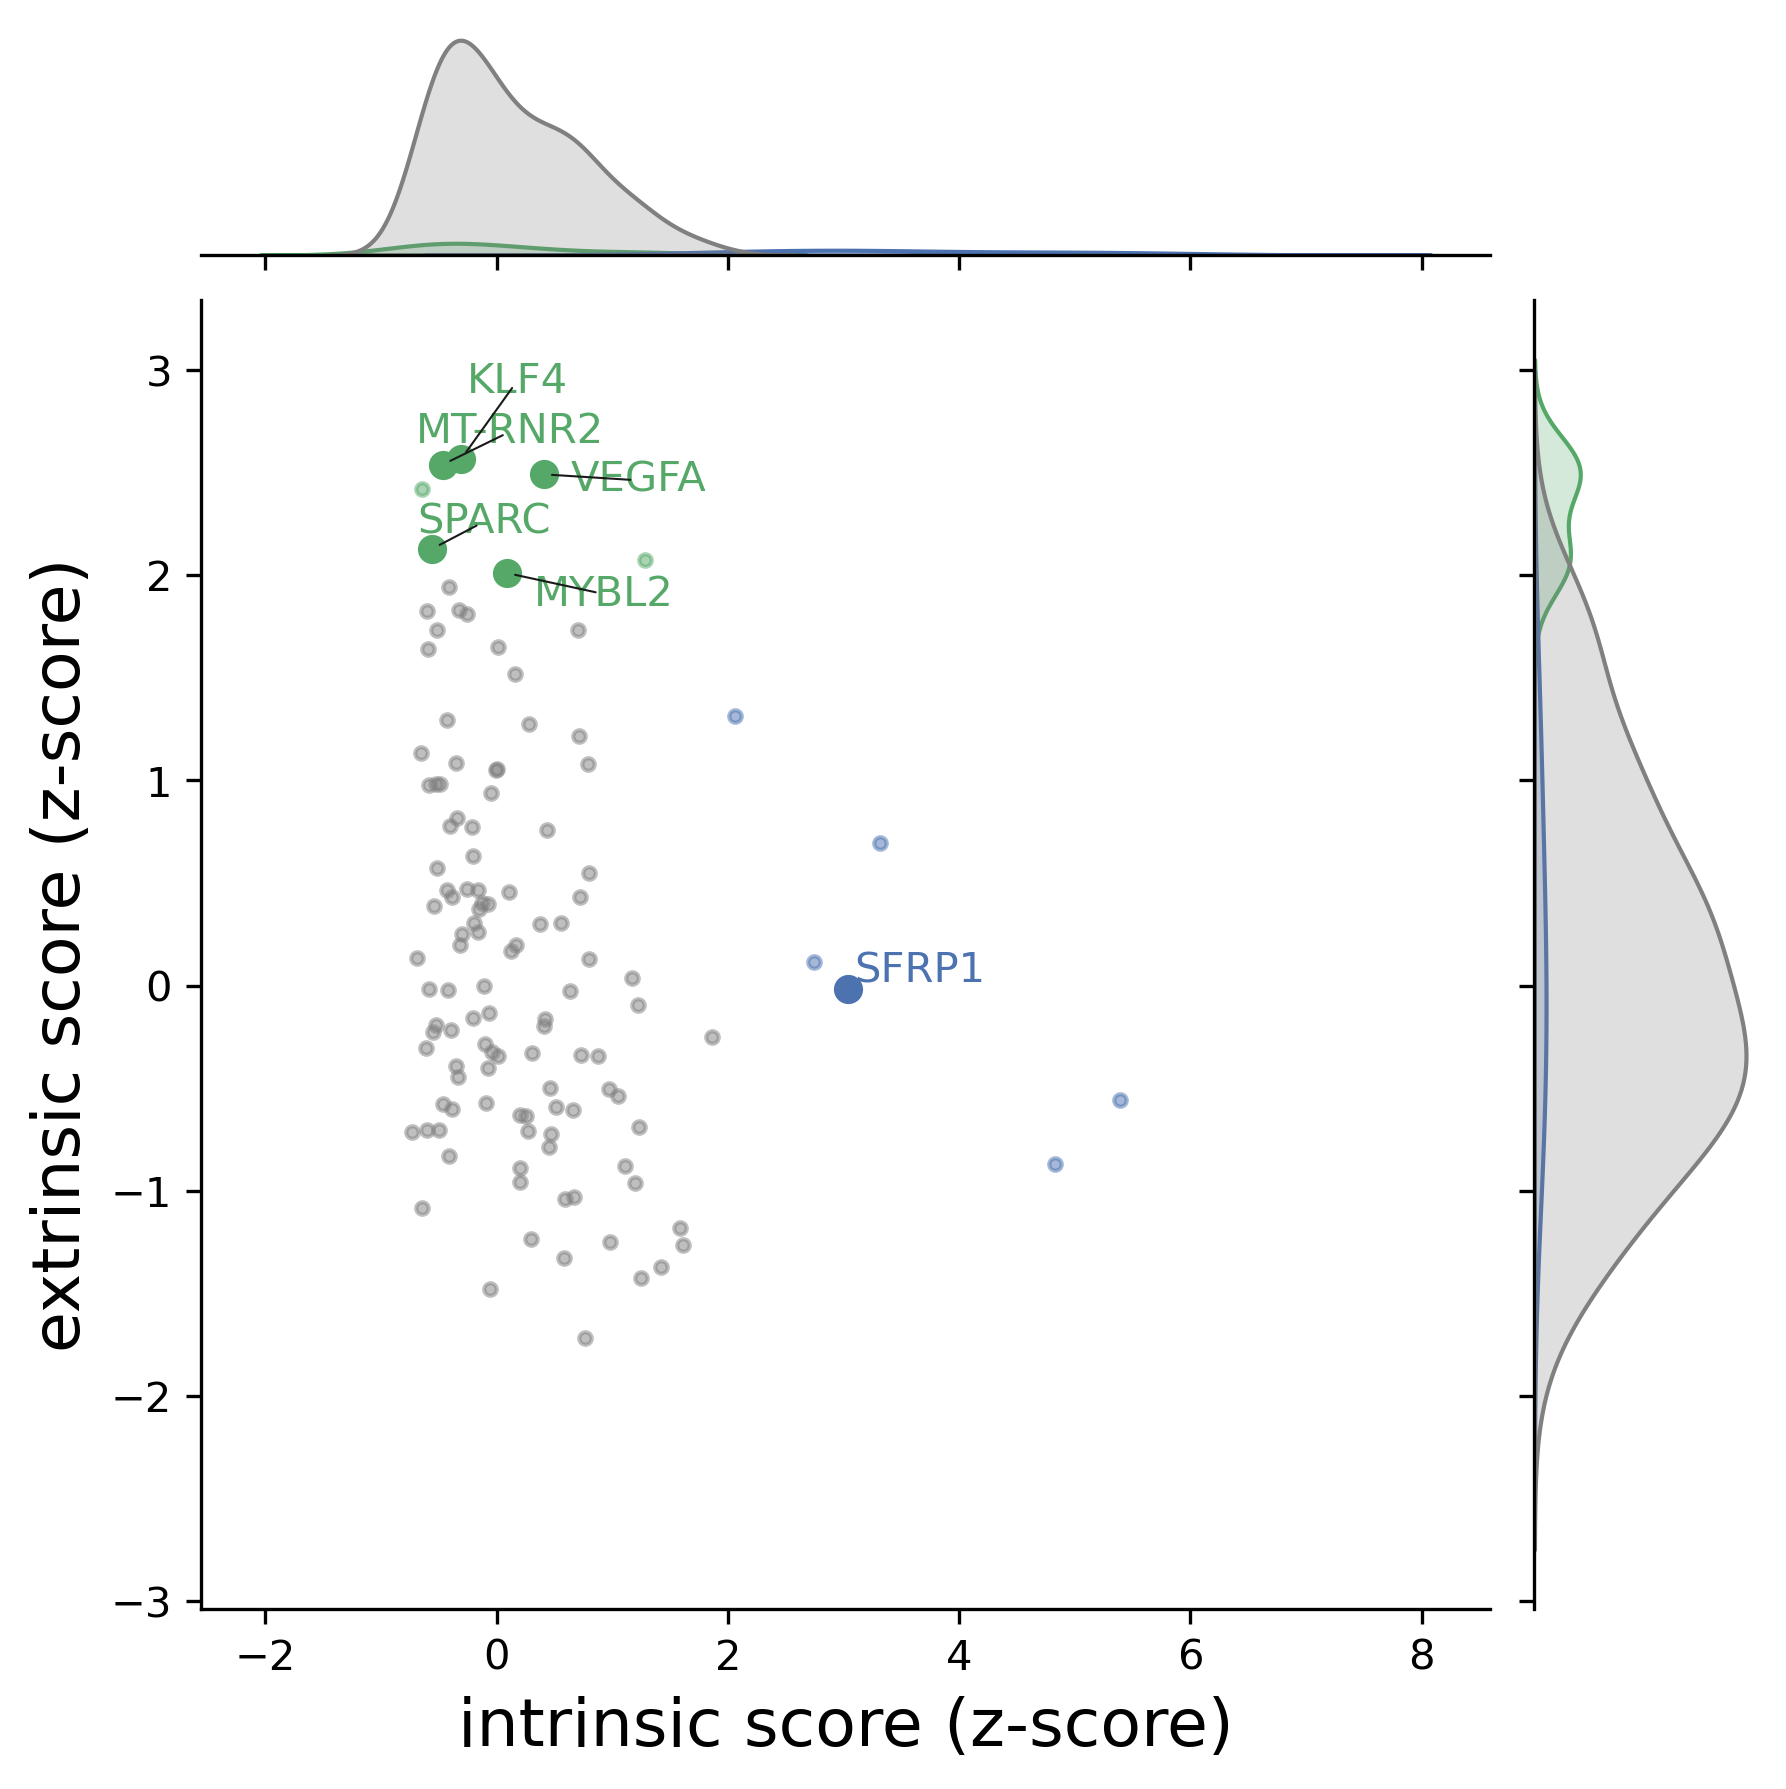 KLF4
MT-RNR2
VEGFA
SPARC
MYBL2
SFRP1
3
2
1
0
−1
−2
−3
extrinsic score (z-score)
−2 0 2 4 6 8
intrinsic score (z-score)